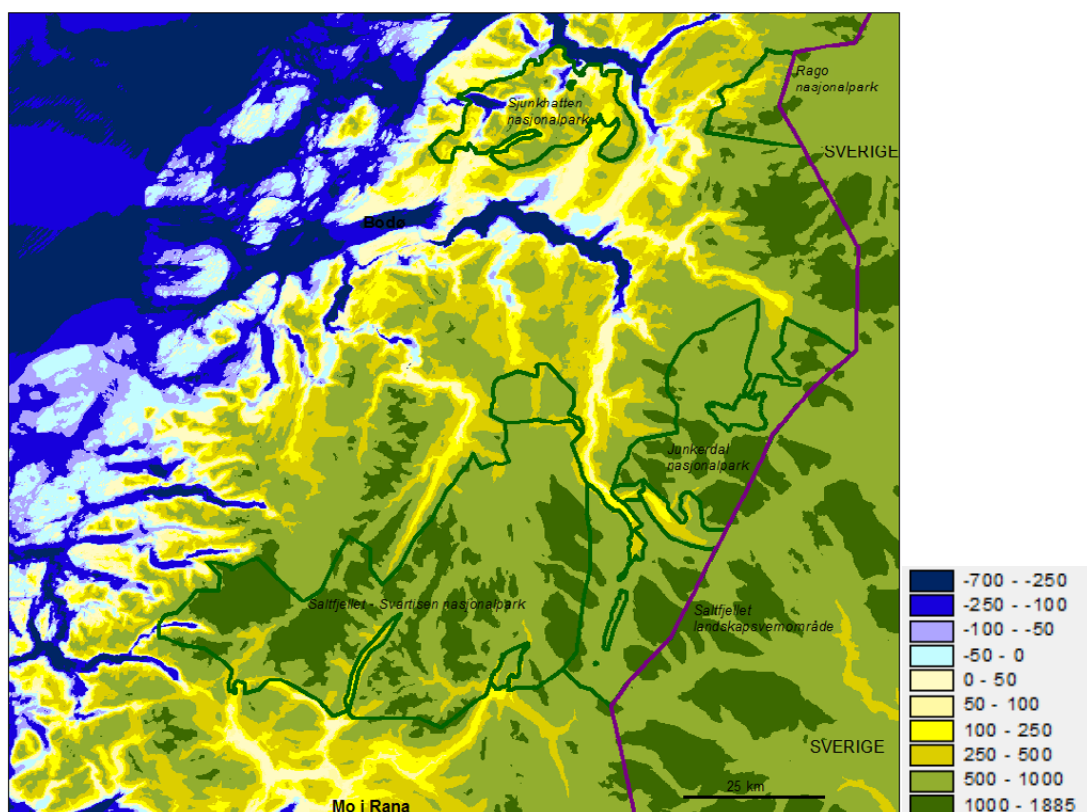 Rago
nasjonalpark
Sjunkhatten
nasjonalpark
SVERIGE
Bodø
Junkerdal
nasjonalpark
Saltfjellet - Svartisen nasjonalpark
Saltfjellet
landskapsvernområde
SVERIGE
25 km
Mo i Rana
-700 - -250
-250 - -100
-100 - -50
-50 - 0
0 - 50
50 - 100
100 - 250
250 - 500
500 - 1000
1000 - 1885